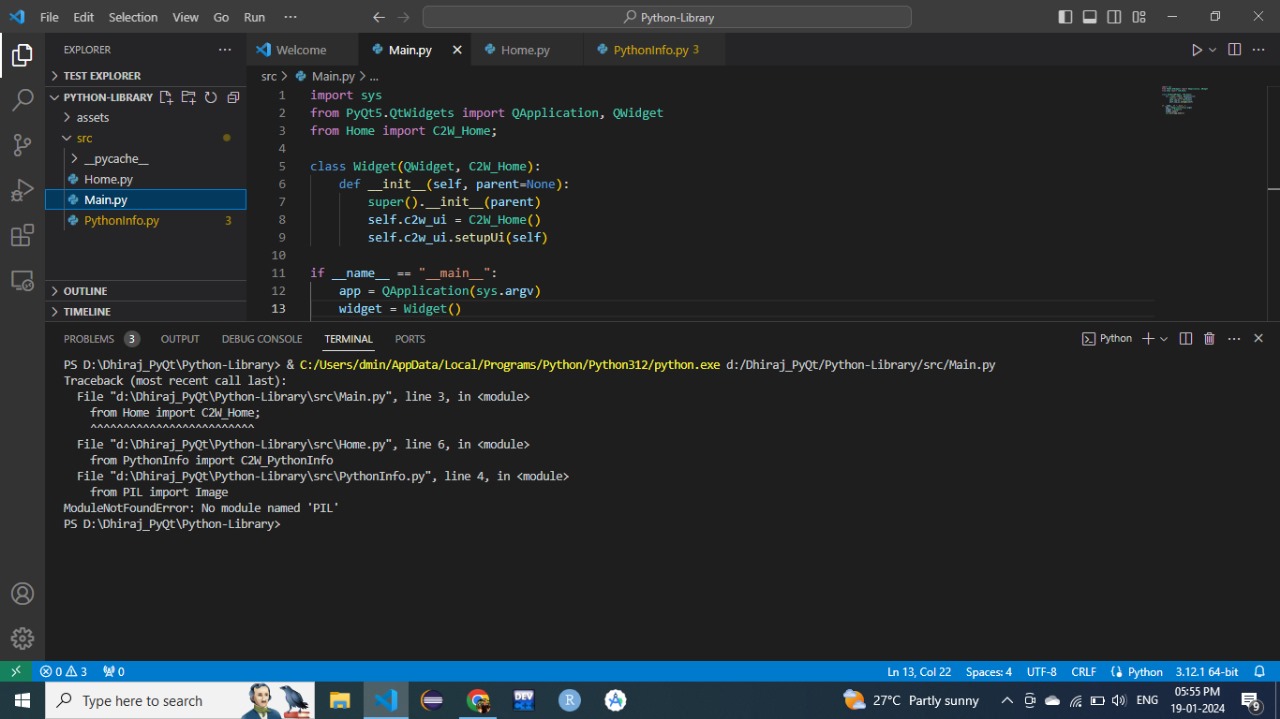 File Edit Selection View Go Run ··· Python-Library
EXPLORER ···
Welcome Main.py Home.py PythonInfo.py 3
TEST EXPLORER
PYTHON-LIBRARY
assets
src
__pycache__
Home.py
Main.py
PythonInfo.py 3
OUTLINE
TIMELINE
src > Main.py > ...
1 import sys
2 from PyQt5.QtWidgets import QApplication, QWidget
3 from Home import C2W_Home;
4
5 class Widget(QWidget, C2W_Home):
6 def __init__(self, parent=None):
7 super().__init__(parent)
8 self.c2w_ui = C2W_Home()
9 self.c2w_ui.setupUi(self)
10
11 if __name__ == "__main__":
12 app = QApplication(sys.argv)
13 widget = Widget()
PROBLEMS 3 OUTPUT DEBUG CONSOLE TERMINAL PORTS Python
PS D:\Dhiraj_PyQt\Python-Library> & C:/Users/dmin/AppData/Local/Programs/Python/Python312/python.exe d:/Dhiraj_PyQt/Python-Library/src/Main.py
Traceback (most recent call last):
File "d:\Dhiraj_PyQt\Python-Library\src\Main.py", line 3, in <module>
from Home import C2W_Home;
^^^^^^^^^^^^^^^^^^^^^^^^^
File "d:\Dhiraj_PyQt\Python-Library\src\Home.py", line 6, in <module>
from PythonInfo import C2W_PythonInfo
File "d:\Dhiraj_PyQt\Python-Library\src\PythonInfo.py", line 4, in <module>
from PIL import Image
ModuleNotFoundError: No module named 'PIL'
PS D:\Dhiraj_PyQt\Python-Library>
0 3 0 Ln 13, Col 22 Spaces: 4 UTF-8 CRLF Python 3.12.1 64-bit
Type here to search DEV R 27°C Partly sunny ENG 05:55 PM
19-01-2024 9